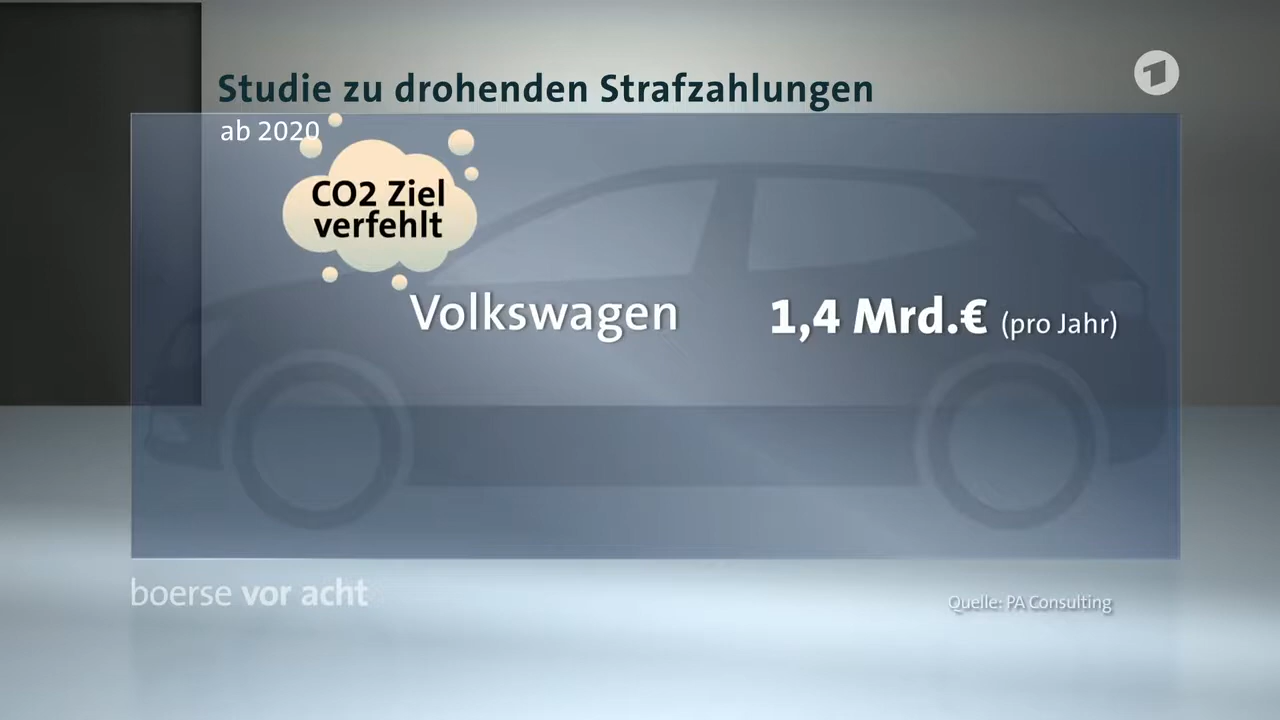 Studie zu drohenden Strafzahlungen
ab 2020
CO2 Ziel
verfehlt
Volkswagen 1,4 Mrd.€ (pro Jahr)
boerse vor acht
Quelle: PA Consulting